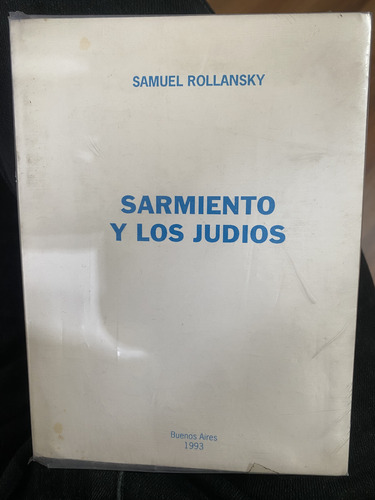 SAMUEL ROLLANSKY
SARMIENTO
Y LOS JUDIOS
Buenos Aires
1993